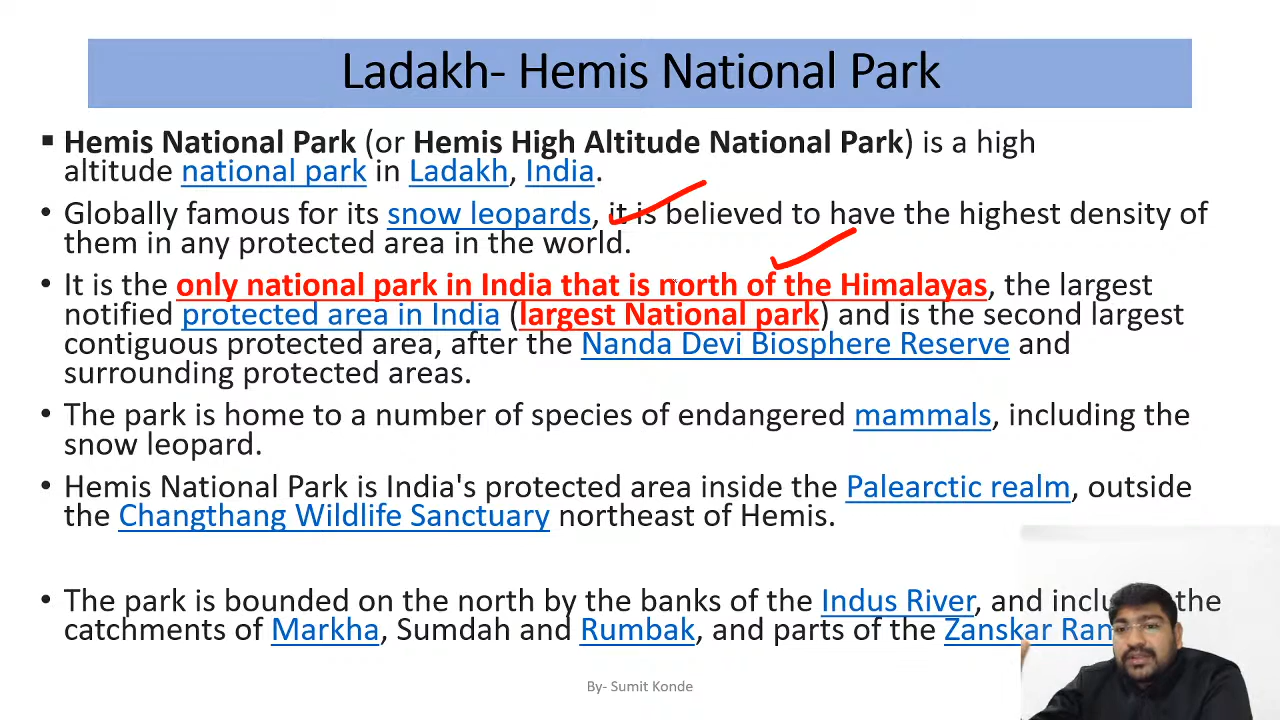 Ladakh- Hemis National Park
▪ Hemis National Park (or Hemis High Altitude National Park) is a high
altitude national park in Ladakh, India.
• Globally famous for its snow leopards, it is believed to have the highest density of
them in any protected area in the world.
• It is the only national park in India that is north of the Himalayas, the largest
notified protected area in India (largest National park) and is the second largest
contiguous protected area, after the Nanda Devi Biosphere Reserve and
surrounding protected areas.
• The park is home to a number of species of endangered mammals, including the
snow leopard.
• Hemis National Park is India's protected area inside the Palearctic realm, outside
the Changthang Wildlife Sanctuary northeast of Hemis.
• The park is bounded on the north by the banks of the Indus River, and the
catchments of Markha, Sumdah and Rumbak, and parts of the Zanskar
By- Sumit Konde